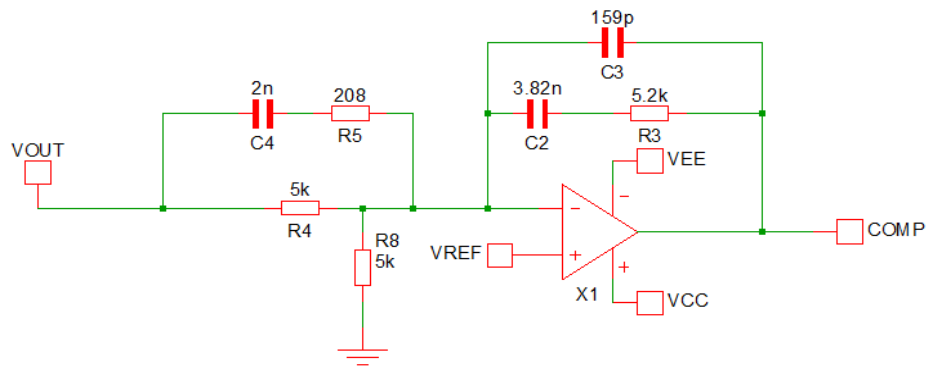 159p
C3
2n
208
3.82n
5.2k
C4
R5
C2
R3
VOUT
VEE
5k
R4
−
R8
5k
VREF
+
−
+
COMP
X1
VCC